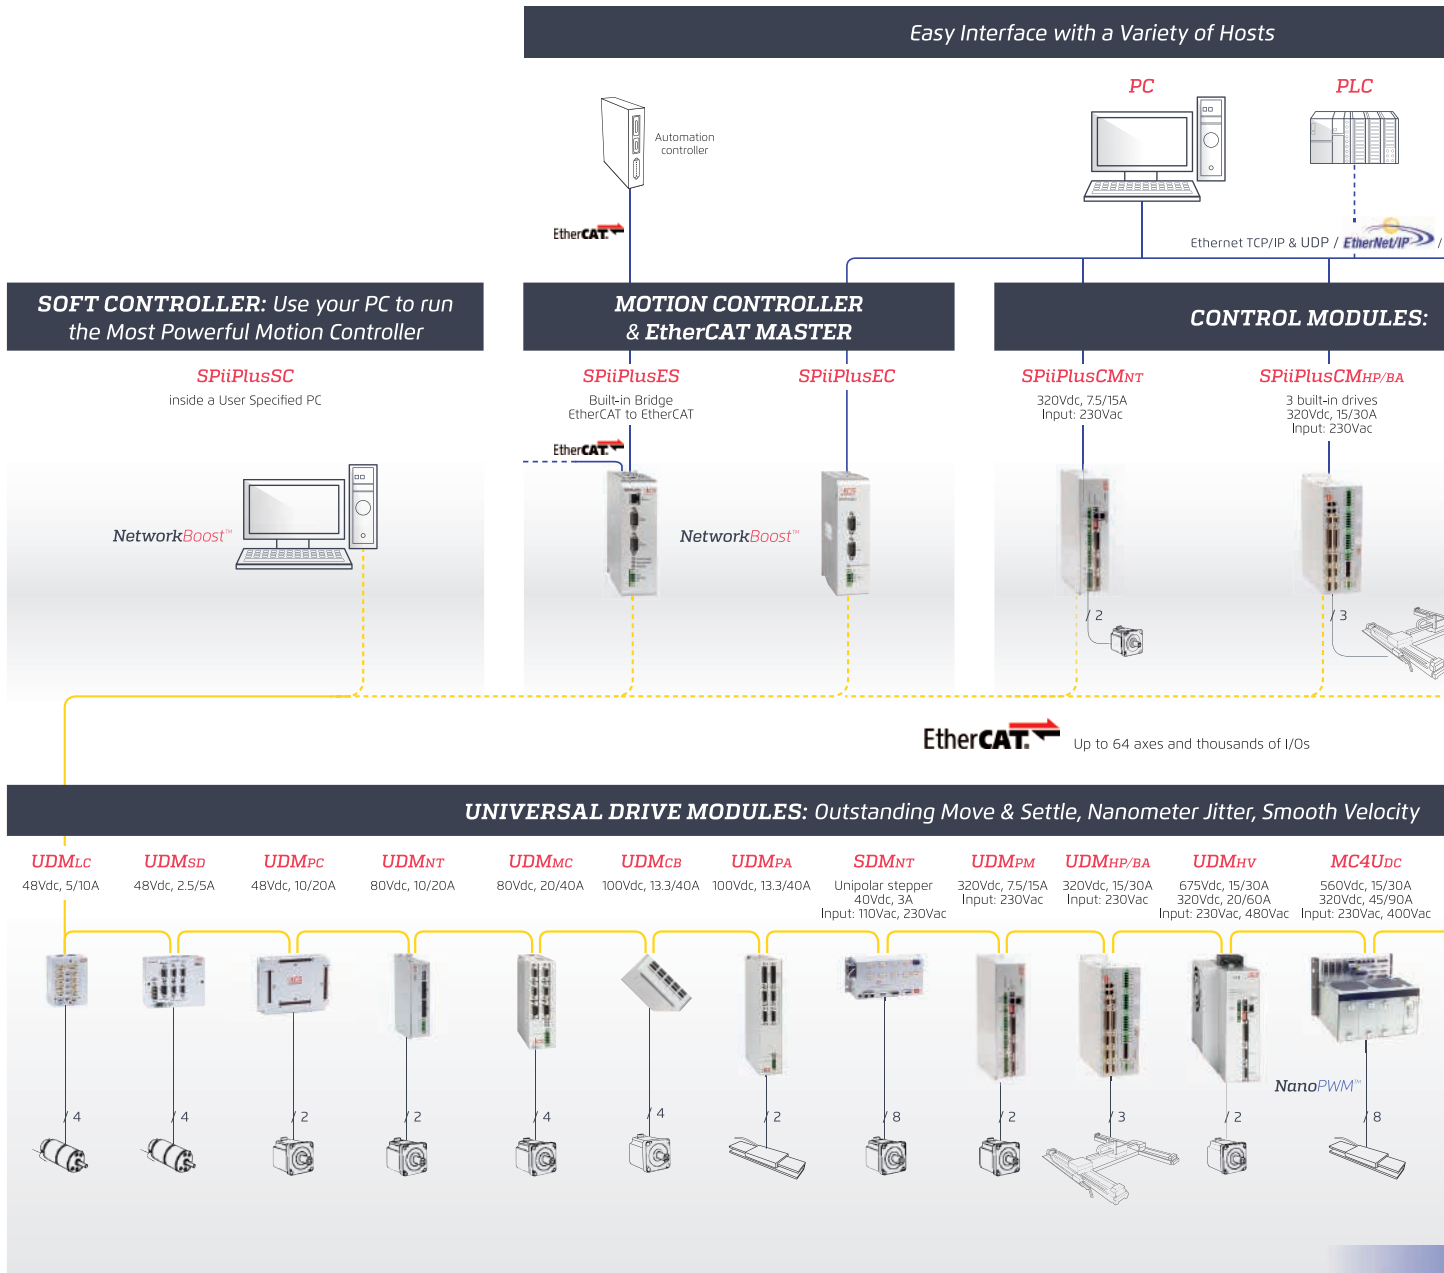 Easy Interface with a Variety of Hosts
PC
PLC
Automation
controller
EtherCAT.
Ethernet TCP/IP & UDP / EtherNet/IP /
SOFT CONTROLLER: Use your PC to run
the Most Powerful Motion Controller
MOTION CONTROLLER
& EtherCAT MASTER
CONTROL MODULES:
SPiiPlusSC
inside a User Specified PC
SPiiPlusES
Built-in Bridge
EtherCAT to EtherCAT
SPiiPlusEC
SPiiPlusCMNT
320Vdc, 7.5/15A
Input: 230Vac
SPiiPlusCMHP/BA
3 built-in drives
320Vdc, 15/30A
Input: 230Vac
EtherCAT.
NetworkBoost™
NetworkBoost™
/ 2
/ 3
EtherCAT.
Up to 64 axes and thousands of I/Os
UNIVERSAL DRIVE MODULES: Outstanding Move & Settle, Nanometer Jitter, Smooth Velocity
UDMLC
48Vdc, 5/10A
UDMSD
48Vdc, 2.5/5A
UDMPC
48Vdc, 10/20A
UDMNT
80Vdc, 10/20A
UDMMC
80Vdc, 20/40A
UDMCB
100Vdc, 13.3/40A
UDMPA
100Vdc, 13.3/40A
SDMNT
Unipolar stepper
40Vdc, 3A
Input: 110Vac, 230Vac
UDMPM
320Vdc, 7.5/15A
Input: 230Vac
UDMHP/BA
320Vdc, 15/30A
Input: 230Vac
UDMHV
675Vdc, 15/30A
320Vdc, 20/60A
Input: 230Vac, 480Vac
MC4UDC
560Vdc, 15/30A
320Vdc, 45/90A
Input: 230Vac, 400Vac
NanoPWM™
/ 4
/ 4
/ 2
/ 2
/ 4
/ 4
/ 2
/ 8
/ 2
/ 3
/ 2
/ 8